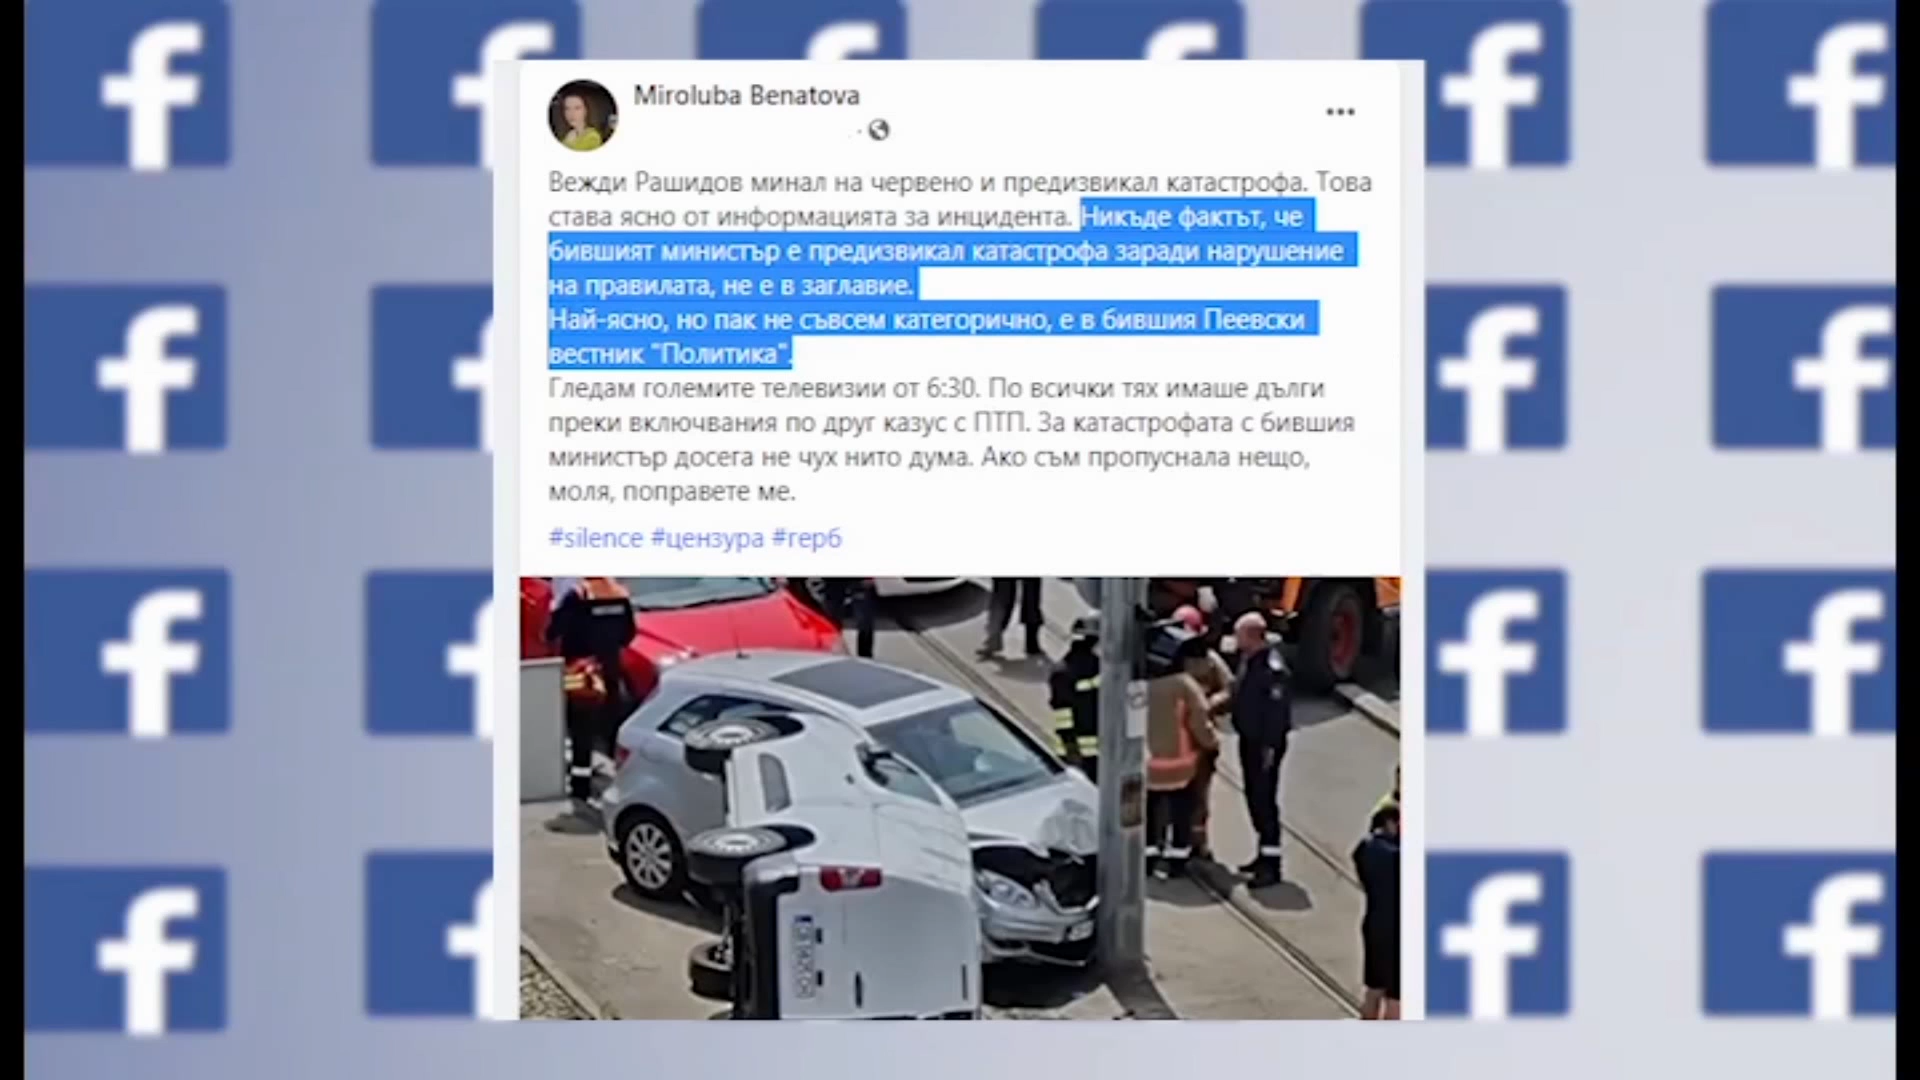 Miroluba Benatova
Вежди Рашидов минал на червено и предизвикал катастрофа. Това
става ясно от информацията за инцидента. Никъде фактът, че
бившият министър е предизвикал катастрофа заради нарушение
на правилата, не е в заглавие.
Най-ясно, но пак не съвсем категорично, е в бившия Пеевски
вестник "Политика".
Гледам големите телевизии от 6:30. По всички тях имаше дълги
преки включвания по друг казус с ПТП. За катастрофата с бившия
министър досега не чух нито дума. Ако съм пропуснала нещо,
моля, поправете ме.
#silence #цензура #герб